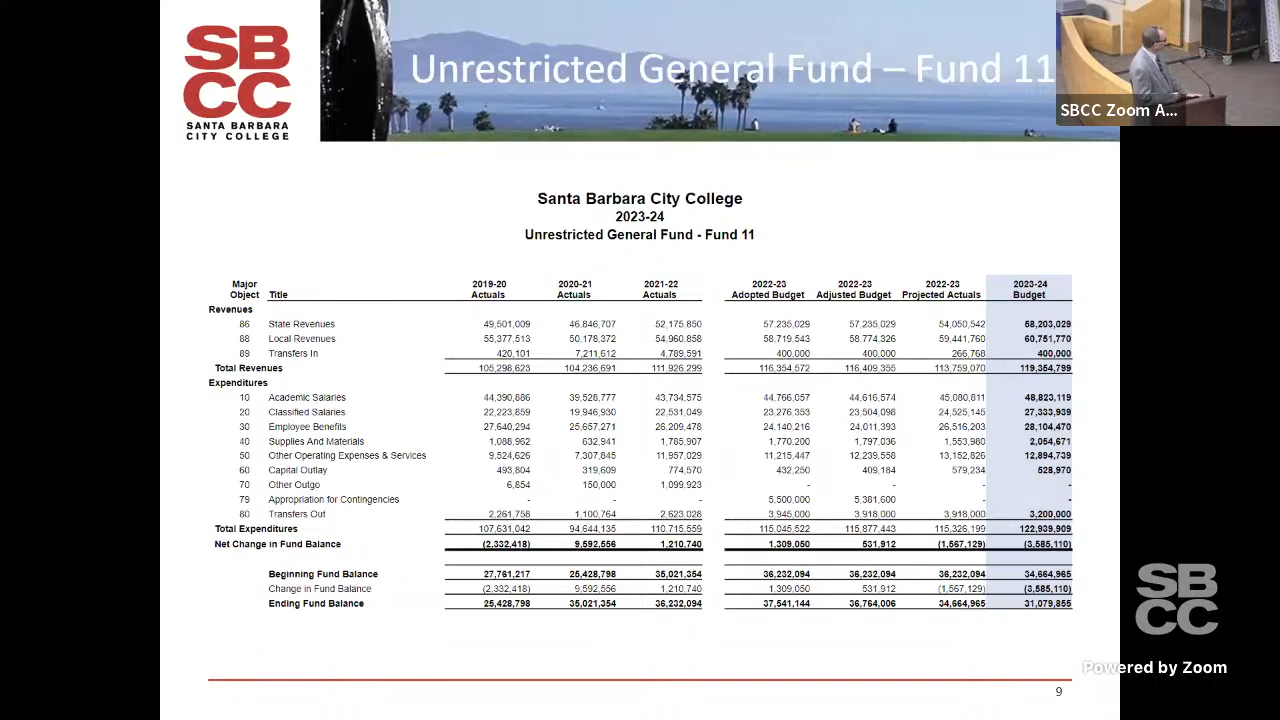 SB
CC
SANTA BARBARA
CITY COLLEGE
Unrestricted General Fund – Fund 11
SBCC Zoom A...
Santa Barbara City College
2023-24
Unrestricted General Fund - Fund 11
Major Object Title 2019-20 Actuals 2020-21 Actuals 2021-22 Actuals 2022-23 Adopted Budget 2022-23 Adjusted Budget 2022-23 Projected Actuals 2023-24 Budget
Revenues
86 State Revenues 49,501,009 46,846,707 52,175,850 57,235,029 57,235,029 54,050,542 58,203,029
88 Local Revenues 55,377,513 50,178,372 54,960,858 58,719,543 58,774,326 59,441,760 60,751,770
89 Transfers In 420,101 7,211,612 4,789,591 400,000 400,000 266,768 400,000
Total Revenues 105,298,623 104,236,691 111,926,299 116,354,572 116,409,355 113,759,070 119,354,799
Expenditures
10 Academic Salaries 44,390,886 39,528,777 43,734,575 44,766,057 44,616,574 45,080,811 48,823,119
20 Classified Salaries 22,223,859 19,946,930 22,531,049 23,276,353 23,504,098 24,525,145 27,333,939
30 Employee Benefits 27,640,294 25,657,271 26,209,478 24,140,216 24,011,393 26,516,203 28,104,470
40 Supplies And Materials 1,088,962 632,941 1,785,907 1,770,200 1,797,036 1,553,980 2,054,671
50 Other Operating Expenses & Services 9,524,626 7,307,845 11,957,029 11,215,447 12,239,558 13,152,826 12,894,739
60 Capital Outlay 493,804 319,609 774,570 432,250 409,184 579,234 528,970
70 Other Outgo 6,854 150,000 1,099,923 - - - -
79 Appropriation for Contingencies - - - 5,500,000 5,381,600 - -
80 Transfers Out 2,261,758 1,100,764 2,623,028 3,945,000 3,918,000 3,918,000 3,200,000
Total Expenditures 107,631,042 94,644,135 110,715,559 115,045,522 115,877,443 115,326,199 122,939,909
Net Change in Fund Balance (2,332,418) 9,592,556 1,210,740 1,309,050 531,912 (1,567,129) (3,585,110)
Beginning Fund Balance 27,761,217 25,428,798 35,021,354 36,232,094 36,232,094 36,232,094 34,664,965
Change in Fund Balance (2,332,418) 9,592,556 1,210,740 1,309,050 531,912 (1,567,129) (3,585,110)
Ending Fund Balance 25,428,798 35,021,354 36,232,094 37,541,144 36,764,006 34,664,965 31,079,855
SB
CC
Powered by Zoom
9